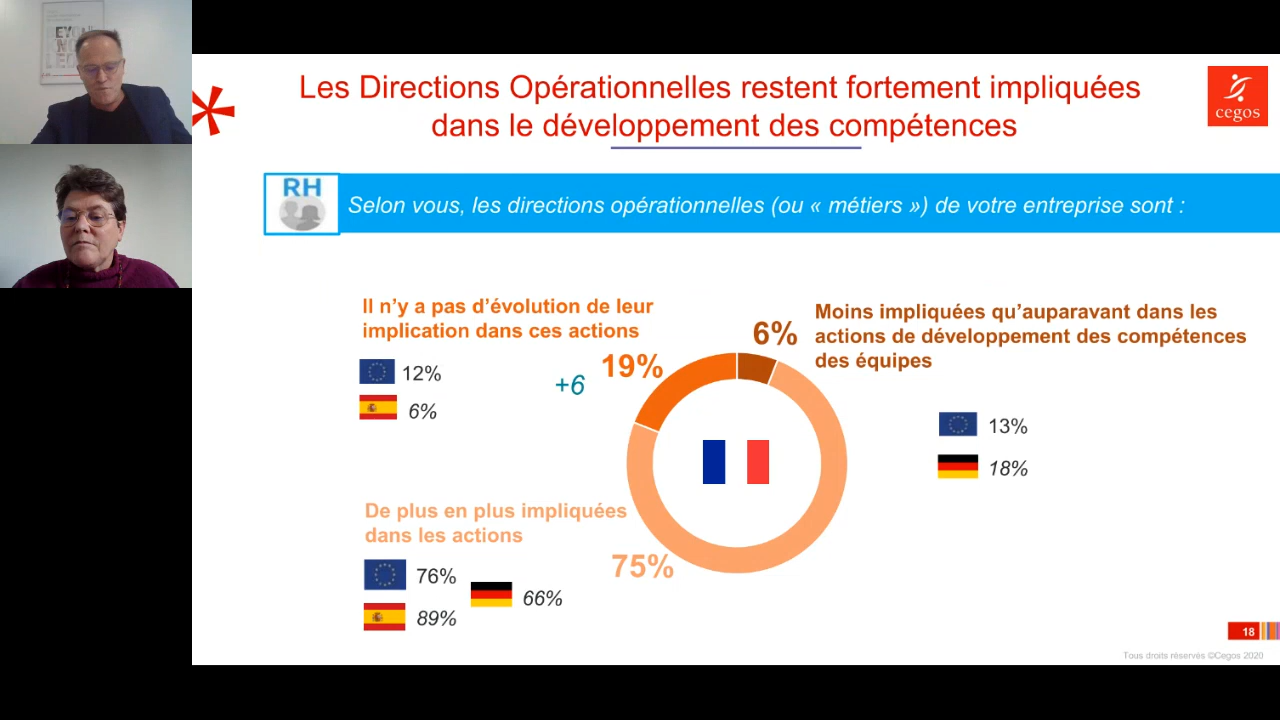 Les Directions Opérationnelles restent fortement impliquées
dans le développement des compétences
cegos
RH
Selon vous, les directions opérationnelles (ou « métiers ») de votre entreprise sont :
Il n'y a pas d'évolution de leur
implication dans ces actions
12%
6%
+6
19%
6%
Moins impliquées qu'auparavant dans les
actions de développement des compétences
des équipes
13%
18%
De plus en plus impliquées
dans les actions
76%
66%
89%
75%
18
Tous droits réservés ©Cegos 2020